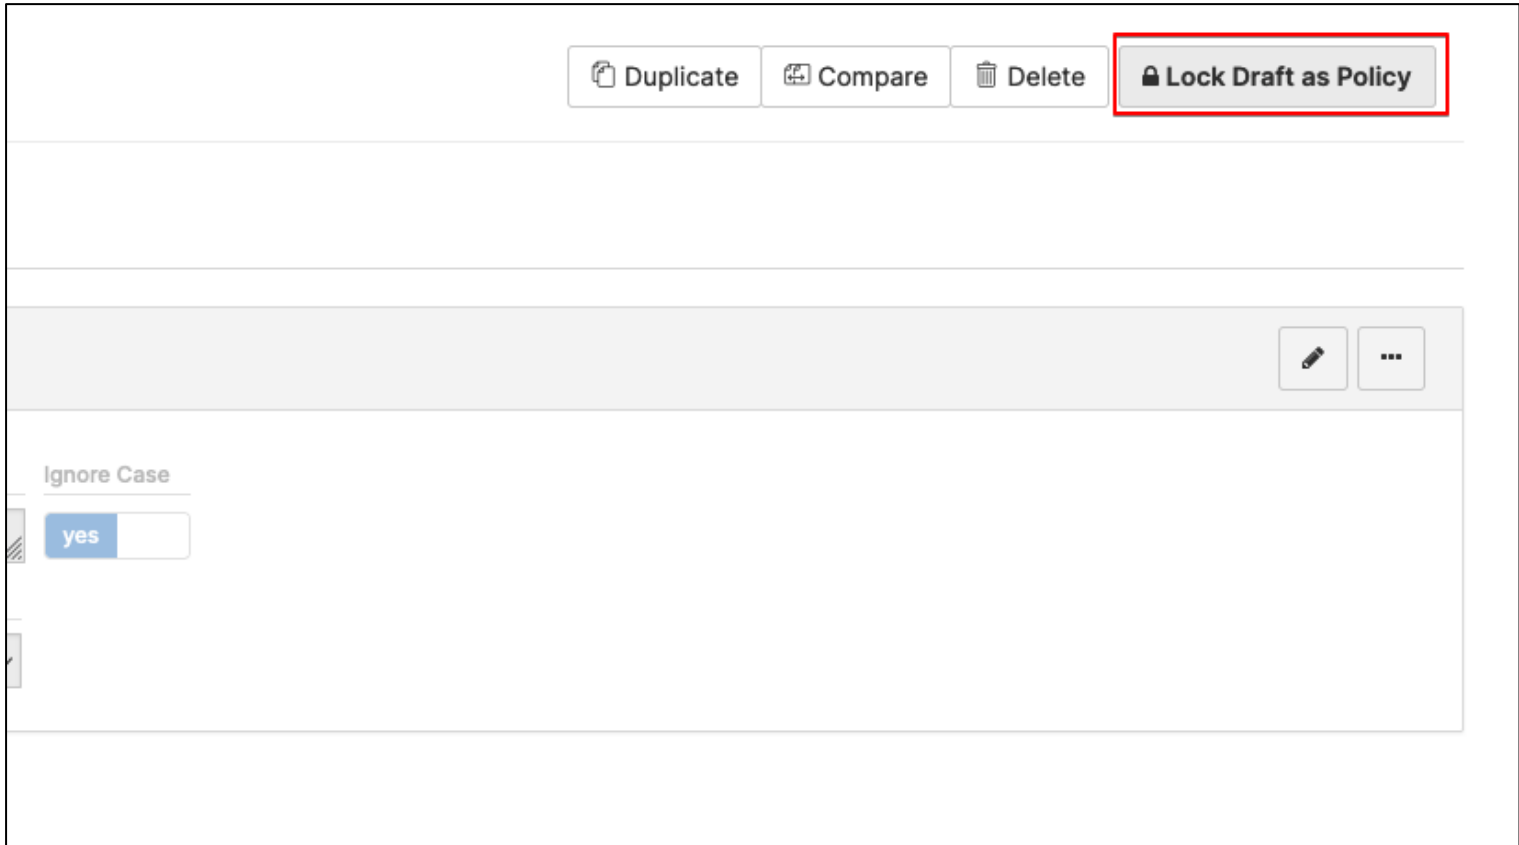 Duplicate Compare Delete Lock Draft as Policy
Ignore Case
yes